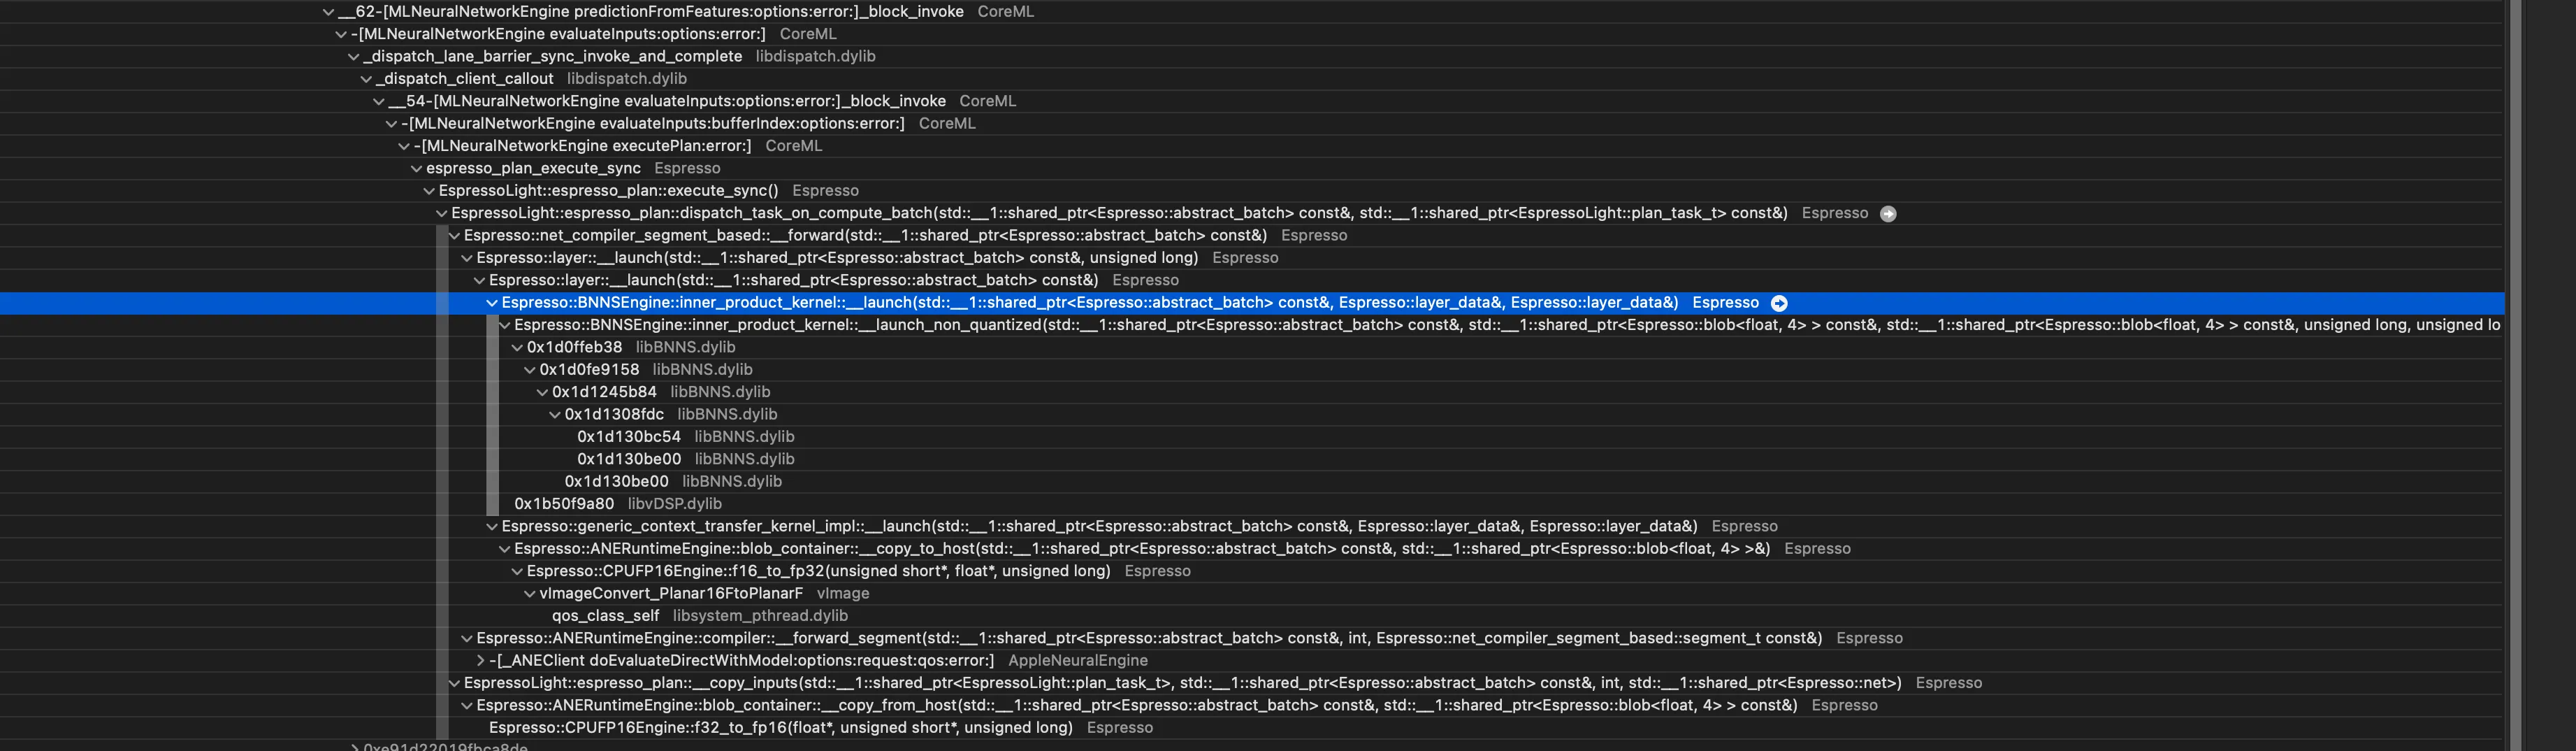 __62-[MLNeuralNetworkEngine predictionFromFeatures:options:error:]_block_invoke CoreML
-[MLNeuralNetworkEngine evaluateInputs:options:error:] CoreML
_dispatch_lane_barrier_sync_invoke_and_complete libdispatch.dylib
_dispatch_client_callout libdispatch.dylib
__54-[MLNeuralNetworkEngine evaluateInputs:options:error:]_block_invoke CoreML
-[MLNeuralNetworkEngine evaluateInputs:bufferIndex:options:error:] CoreML
-[MLNeuralNetworkEngine executePlan:error:] CoreML
espresso_plan_execute_sync Espresso
EspressoLight::espresso_plan::execute_sync() Espresso
EspressoLight::espresso_plan::dispatch_task_on_compute_batch(std::__1::shared_ptr<Espresso::abstract_batch> const&, std::__1::shared_ptr<EspressoLight::plan_task_t> const&) Espresso
Espresso::net_compiler_segment_based::__forward(std::__1::shared_ptr<Espresso::abstract_batch> const&) Espresso
Espresso::layer::__launch(std::__1::shared_ptr<Espresso::abstract_batch> const&, unsigned long) Espresso
Espresso::layer::__launch(std::__1::shared_ptr<Espresso::abstract_batch> const&) Espresso
Espresso::BNNSEngine::inner_product_kernel::__launch(std::__1::shared_ptr<Espresso::abstract_batch> const&, Espresso::layer_data&, Espresso::layer_data&) Espresso
Espresso::BNNSEngine::inner_product_kernel::__launch_non_quantized(std::__1::shared_ptr<Espresso::abstract_batch> const&, std::__1::shared_ptr<Espresso::blob<float, 4> > const&, std::__1::shared_ptr<Espresso::blob<float, 4> > const&, unsigned long, unsigned lo
0x1d0ffeb38 libBNNS.dylib
0x1d0fe9158 libBNNS.dylib
0x1d1245b84 libBNNS.dylib
0x1d1308fdc libBNNS.dylib
0x1d130bc54 libBNNS.dylib
0x1d130be00 libBNNS.dylib
0x1d130be00 libBNNS.dylib
0x1b50f9a80 libvDSP.dylib
Espresso::generic_context_transfer_kernel_impl::__launch(std::__1::shared_ptr<Espresso::abstract_batch> const&, Espresso::layer_data&, Espresso::layer_data&) Espresso
Espresso::ANERuntimeEngine::blob_container::__copy_to_host(std::__1::shared_ptr<Espresso::abstract_batch> const&, std::__1::shared_ptr<Espresso::blob<float, 4> >&) Espresso
Espresso::CPUFP16Engine::f16_to_fp32(unsigned short*, float*, unsigned long) Espresso
vImageConvert_Planar16FtoPlanarF vImage
qos_class_self libsystem_pthread.dylib
Espresso::ANERuntimeEngine::compiler::__forward_segment(std::__1::shared_ptr<Espresso::abstract_batch> const&, int, Espresso::net_compiler_segment_based::segment_t const&) Espresso
-[_ANEClient doEvaluateDirectWithModel:options:request:qos:error:] AppleNeuralEngine
EspressoLight::espresso_plan::__copy_inputs(std::__1::shared_ptr<EspressoLight::plan_task_t>, std::__1::shared_ptr<Espresso::abstract_batch> const&, int, std::__1::shared_ptr<Espresso::net>) Espresso
Espresso::ANERuntimeEngine::blob_container::__copy_from_host(std::__1::shared_ptr<Espresso::abstract_batch> const&, std::__1::shared_ptr<Espresso::blob<float, 4> > const&) Espresso
Espresso::CPUFP16Engine::f32_to_fp16(float*, unsigned short*, unsigned long) Espresso
0xe91d22019fbca8de